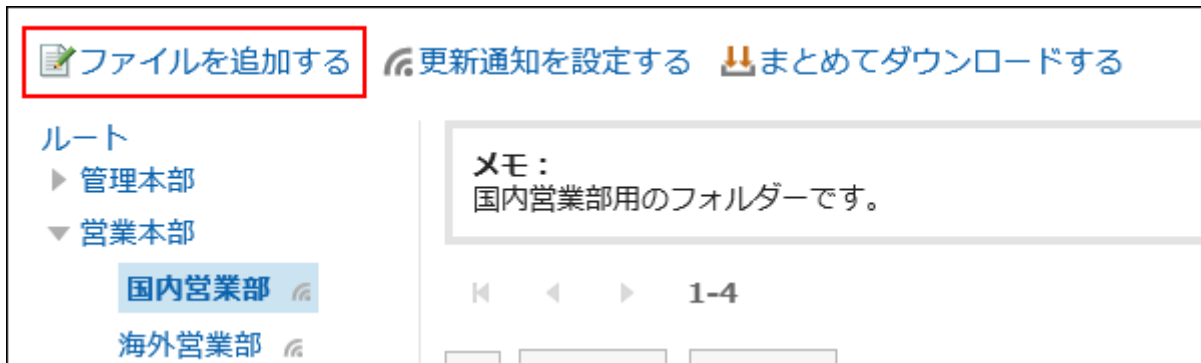 ファイルを追加する 更新通知を設定する まとめてダウンロードする
ルート
管理本部
営業本部
国内営業部
海外営業部
メモ：
国内営業部用のフォルダーです。
1-4